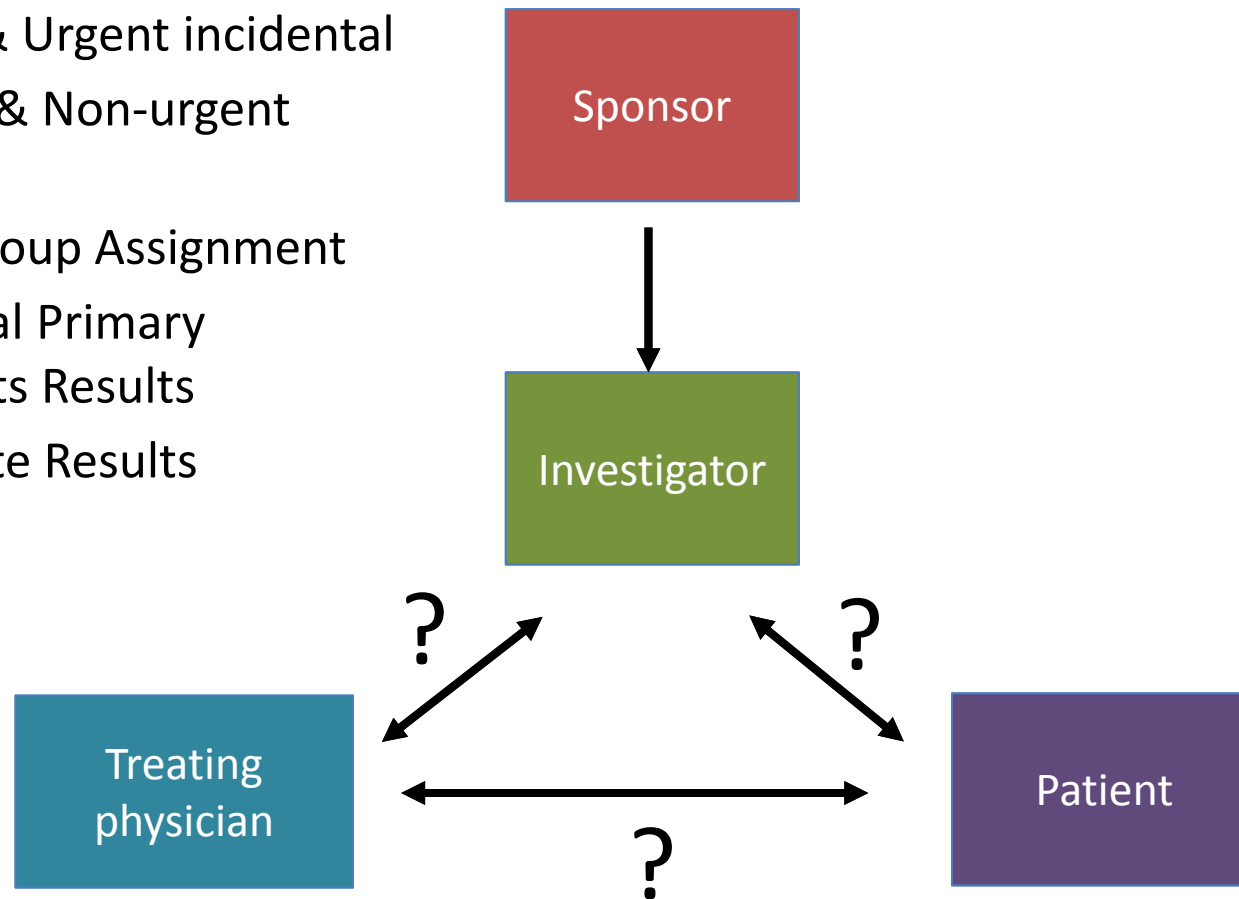 & Urgent incidental
& Non-urgent
oup Assignment
al Primary
ts Results
te Results
Sponsor
Investigator
?
?
Treating
physician
Patient
?